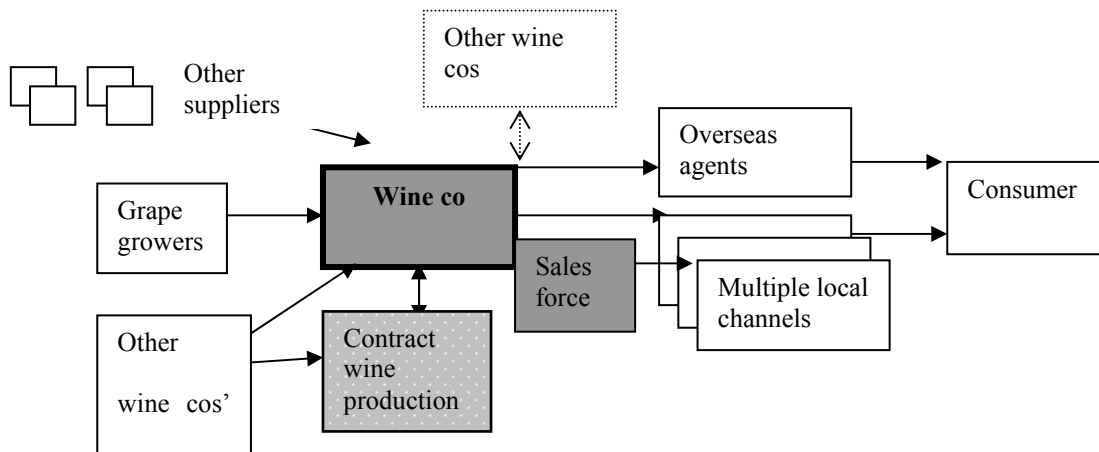 Other wine
cos
Other
suppliers
Overseas
agents
Consumer
Wine co
Grape
growers
Sales
force
Multiple local
channels
Other
wine cos’
Contract
wine
production